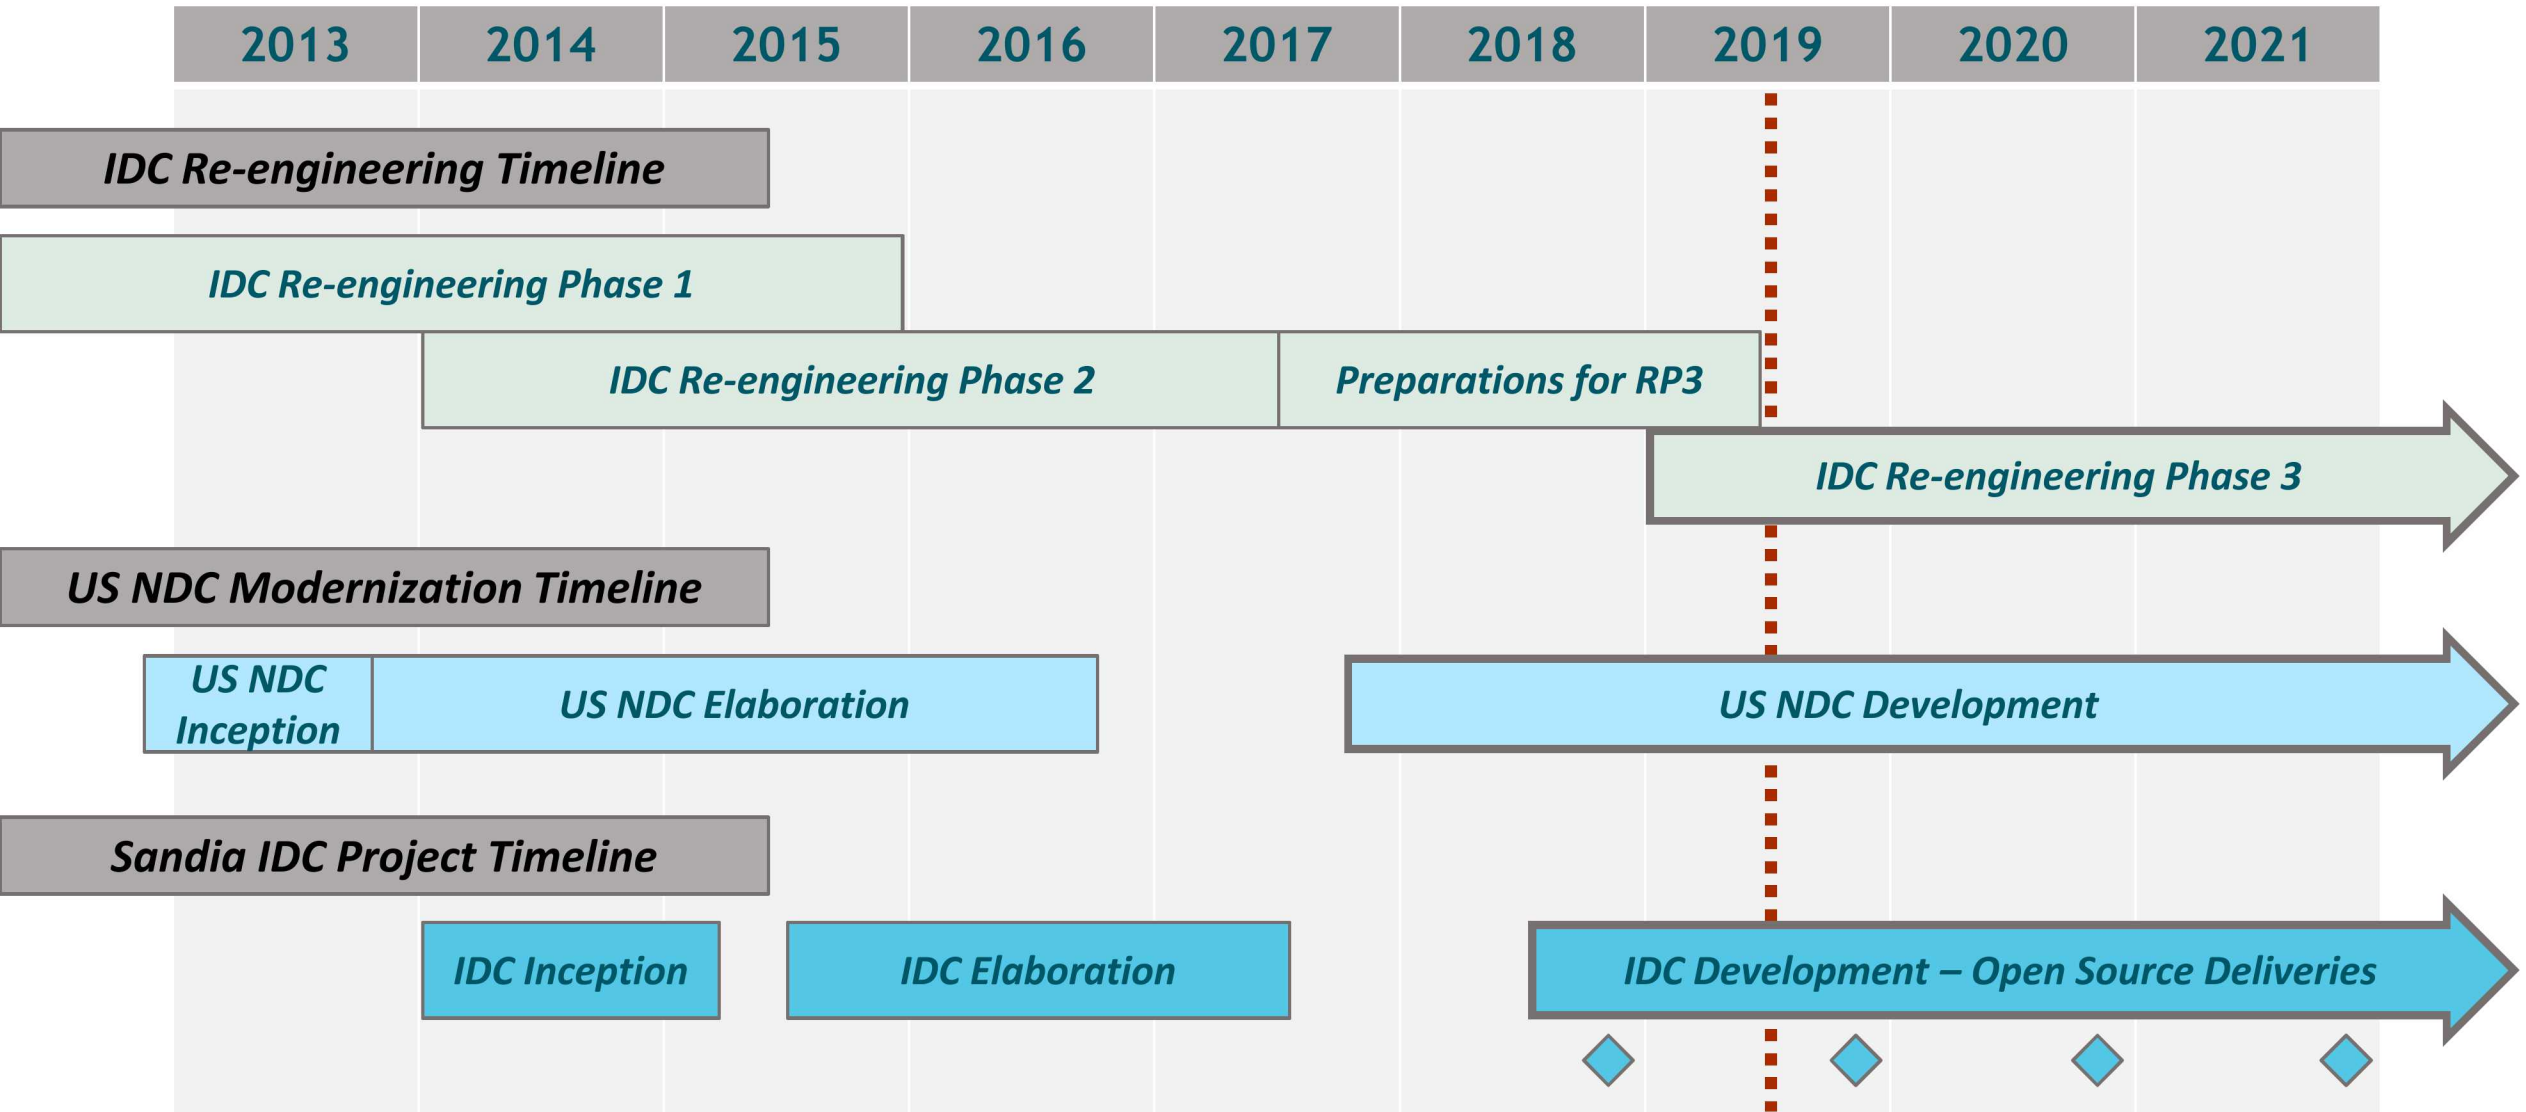 2013 2014 2015 2016 2017 2018 2019 2020 2021
IDC Re-engineering Timeline
IDC Re-engineering Phase 1
IDC Re-engineering Phase 2
Preparations for RP3
IDC Re-engineering Phase 3
US NDC Modernization Timeline
US NDC
Inception
US NDC Elaboration
US NDC Development
Sandia IDC Project Timeline
IDC Inception
IDC Elaboration
IDC Development – Open Source Deliveries